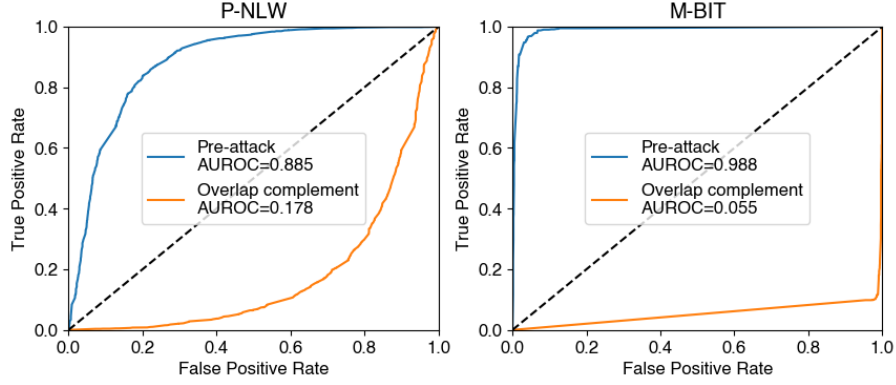 P-NLW
1.0
0.8
0.6
0.4
0.2
0.0
True Positive Rate
Pre-attack
AUROC=0.885
Overlap complement
AUROC=0.178
0.0 0.2 0.4 0.6 0.8 1.0
False Positive Rate
M-BIT
1.0
0.8
0.6
0.4
0.2
0.0
True Positive Rate
Pre-attack
AUROC=0.988
Overlap complement
AUROC=0.055
0.0 0.2 0.4 0.6 0.8 1.0
False Positive Rate